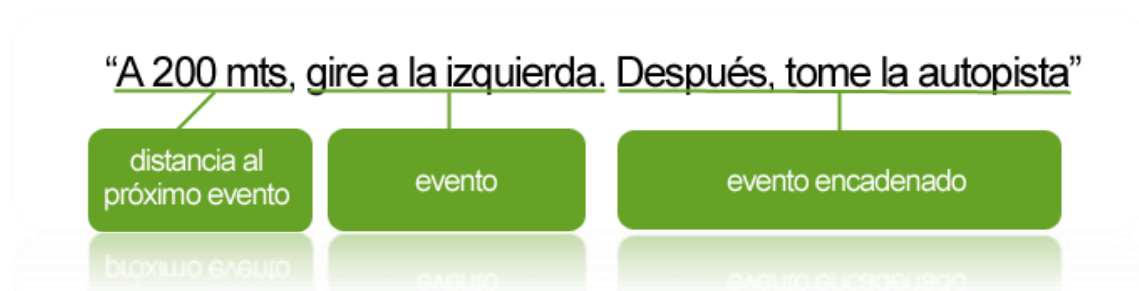 “A 200 mts, gire a la izquierda. Después, tome la autopista”
distancia al
próximo evento
evento
evento encadenado